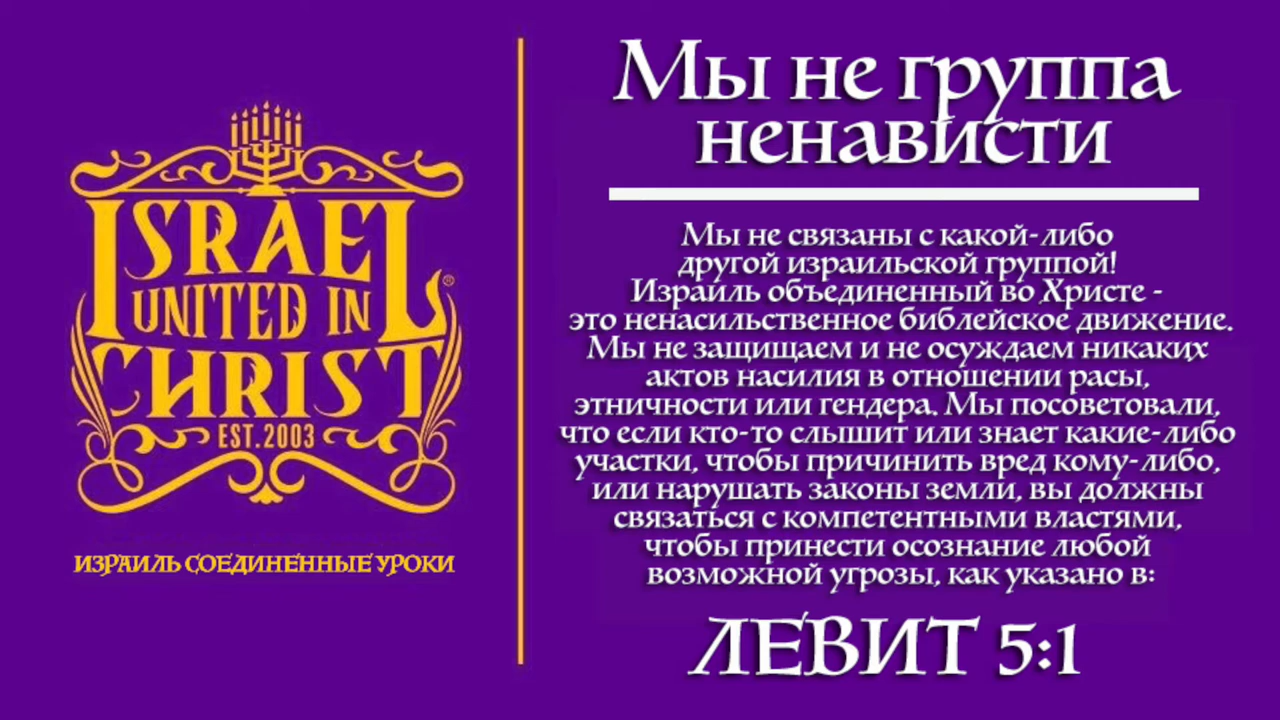 ISRAEL
UNITED IN
CHRIST®
EST. 2003
ИЗРАИЛЬ СОЕДИНЕННЫЕ УРОКИ
Мы не группа
ненависти
Мы не связаны с какой-либо
другой израильской группой!
Израиль объединенный во Христе -
это ненасильственное библейское движение.
Мы не защищаем и не осуждаем никаких
актов насилия в отношении расы,
этничности или гендера. Мы посоветовали,
что если кто-то слышит или знает какие-либо
участки, чтобы причинить вред кому-либо,
или нарушать законы земли, вы должны
связаться с компетентными властями,
чтобы принести осознание любой
возможной угрозы, как указано в:
ЛЕВИТ 5:1